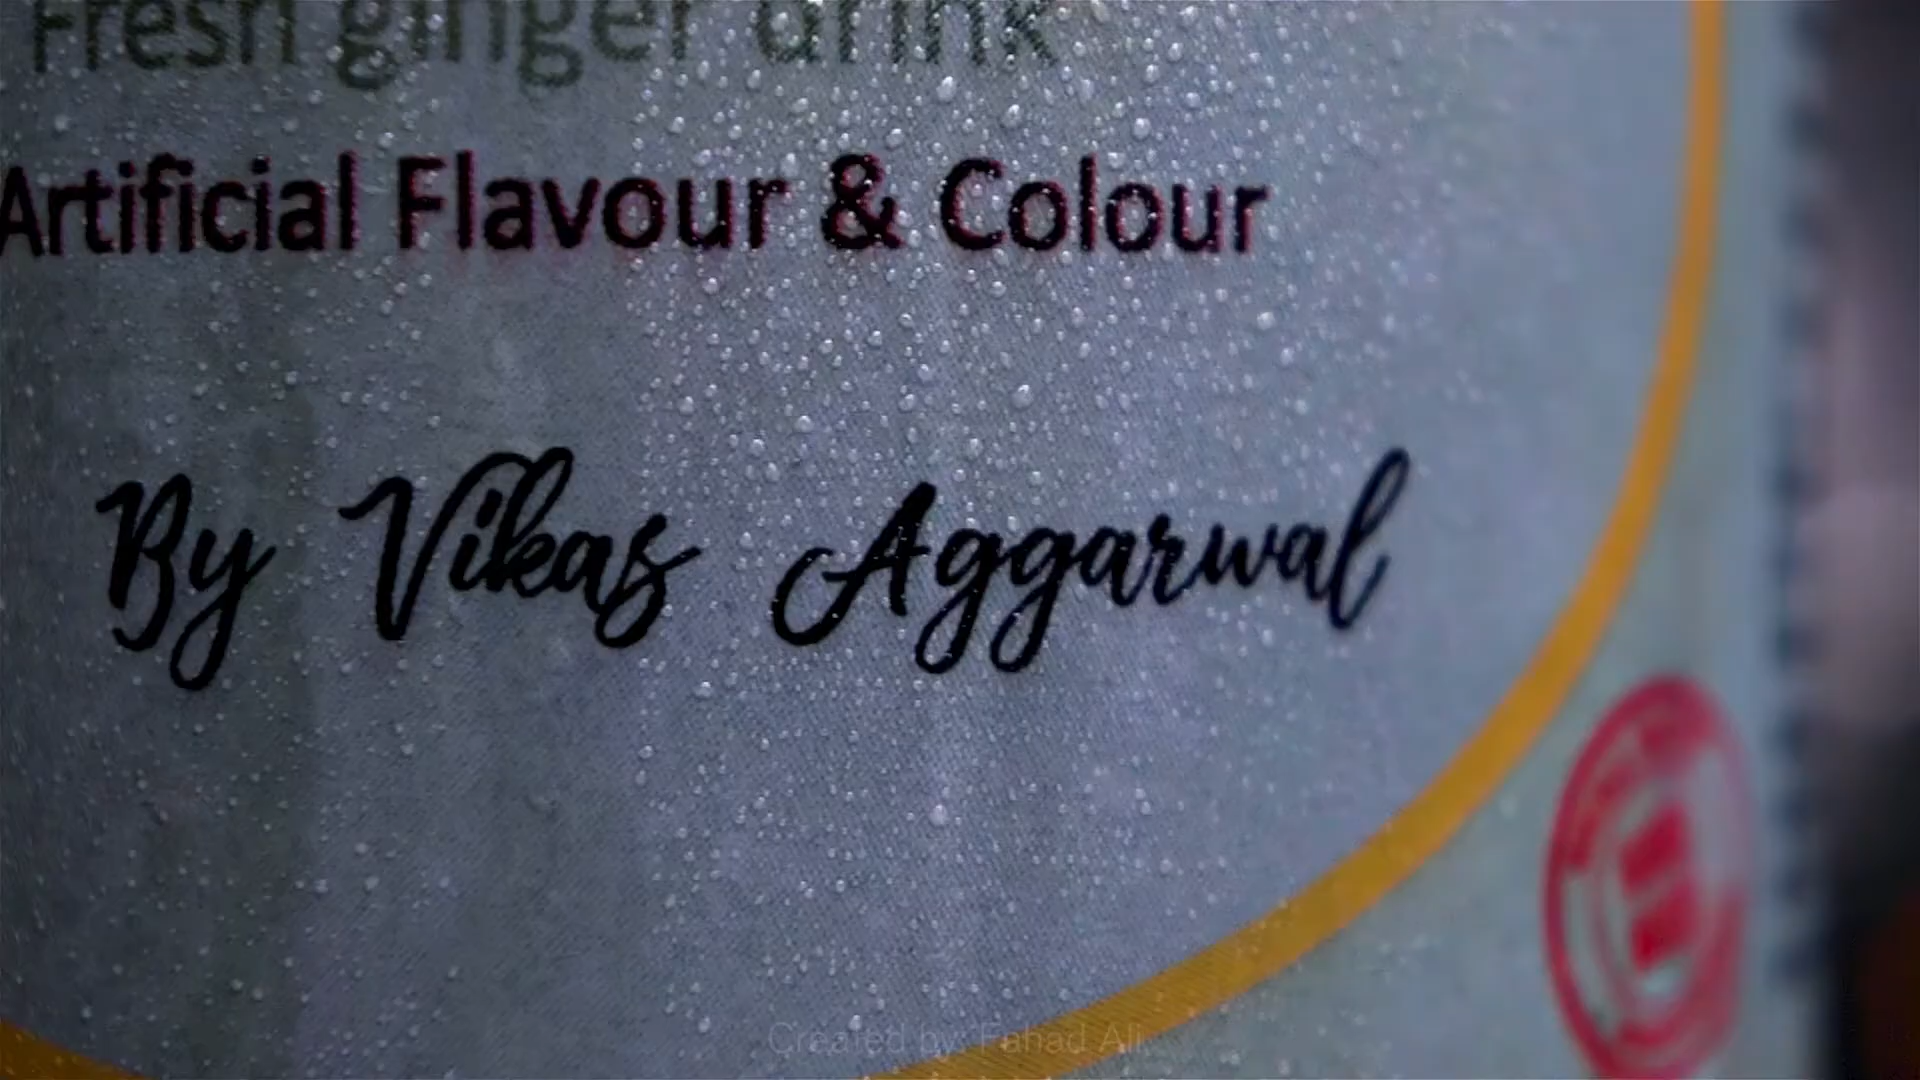 Fresh ginger drink
Artificial Flavour & Colour
By Vikas Aggarwal
Created by: Fahad Ali